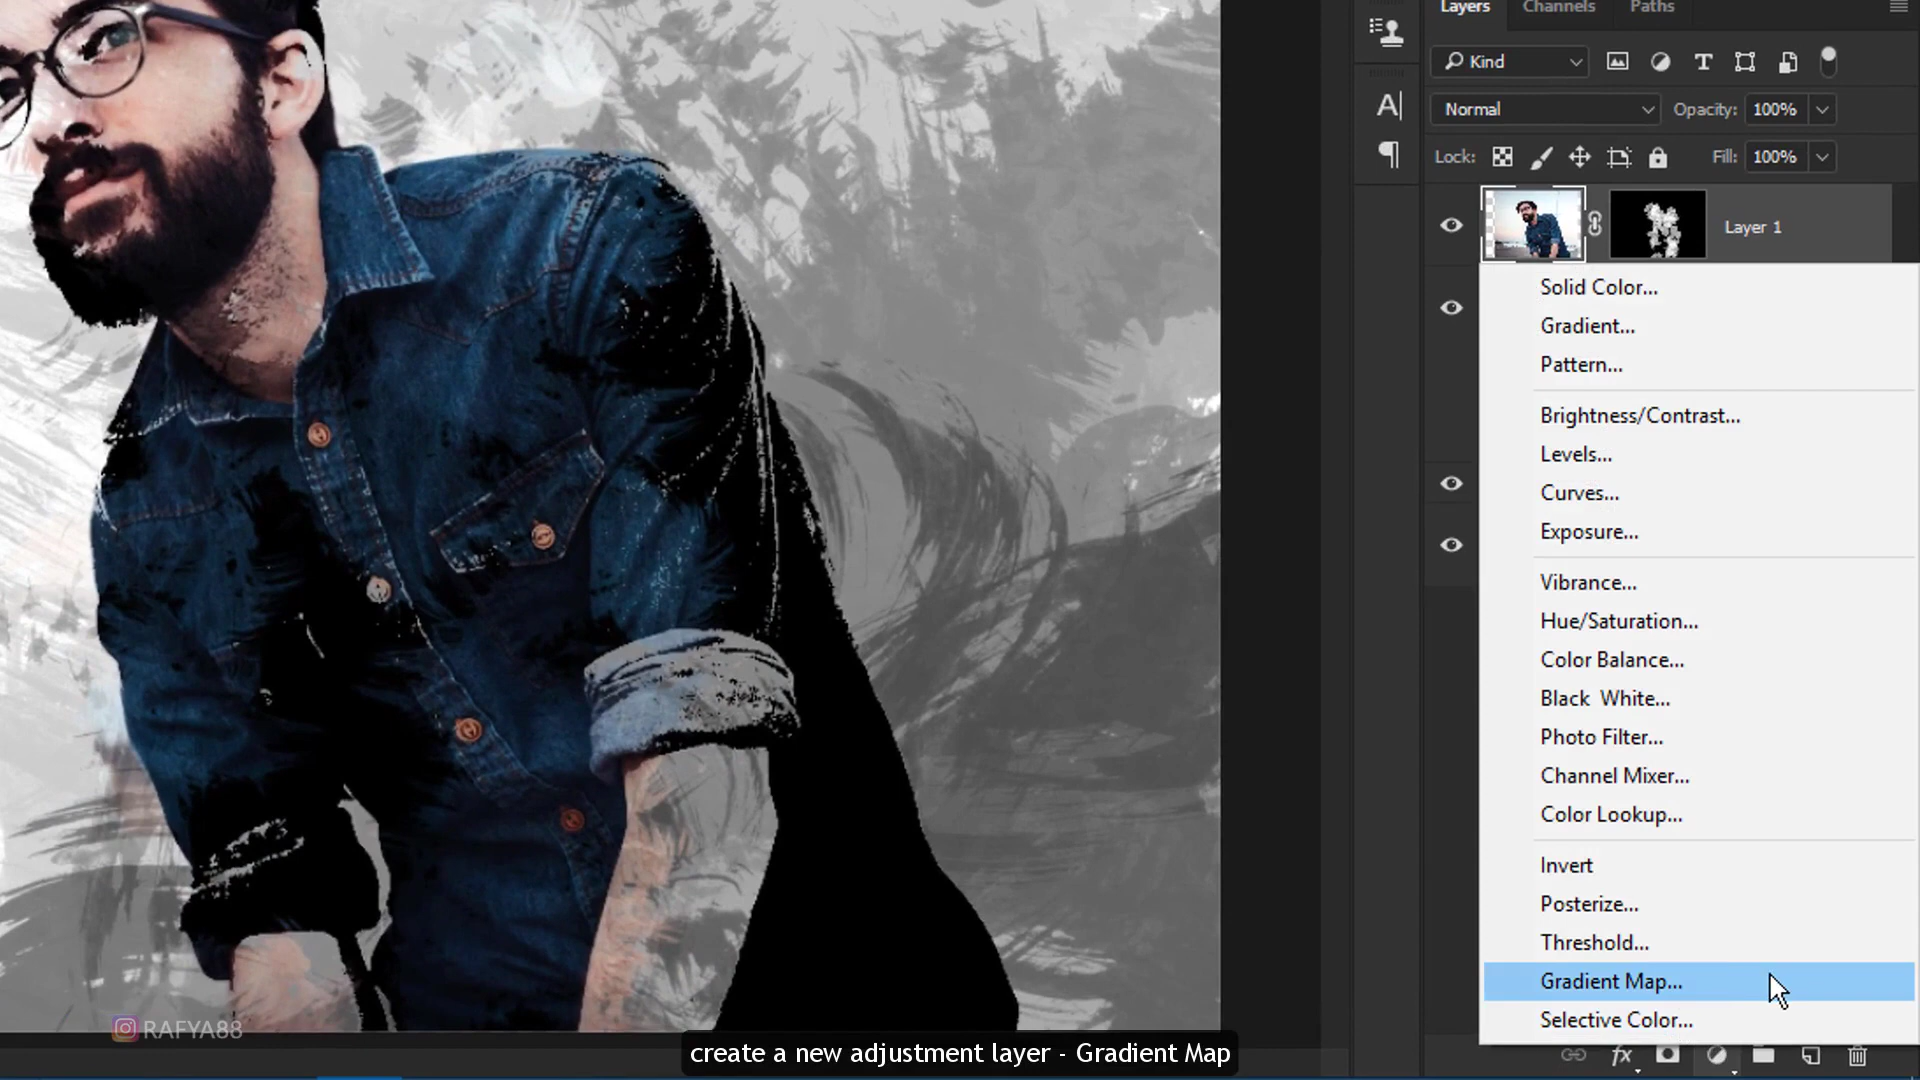 Layers Channels Paths
Kind
Normal Opacity: 100%
Lock: Fill: 100%
Layer 1
Solid Color...
Gradient...
Pattern...
Brightness/Contrast...
Levels...
Curves...
Exposure...
Vibrance...
Hue/Saturation...
Color Balance...
Black White...
Photo Filter...
Channel Mixer...
Color Lookup...
Invert
Posterize...
Threshold...
Gradient Map...
Selective Color...
RAFYA88
create a new adjustment layer - Gradient Map
fx